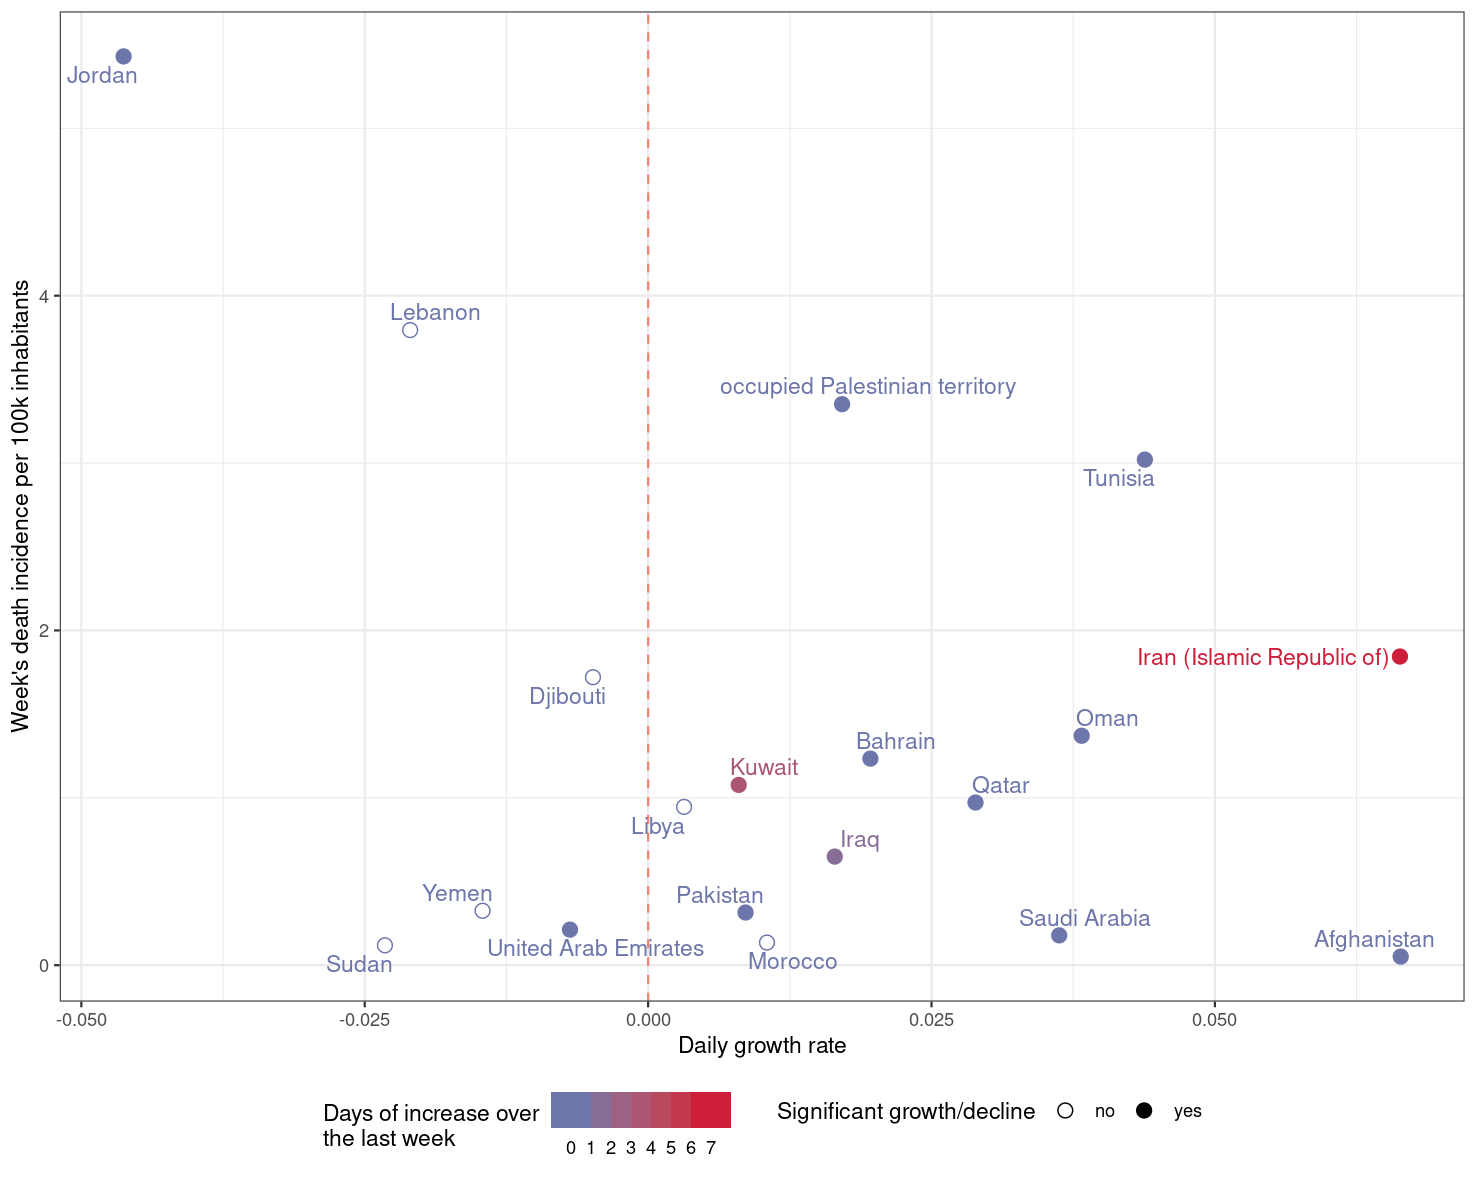 Jordan
Lebanon
occupied Palestinian territory
Tunisia
Iran (Islamic Republic of)
Djibouti
Oman
Bahrain
Kuwait
Qatar
Libya
Iraq
Yemen
Pakistan
Saudi Arabia
United Arab Emirates
Afghanistan
Sudan
Morocco
Week's death incidence per 100k inhabitants
4
2
0
-0.050 -0.025 0.000 0.025 0.050
Daily growth rate
Days of increase over
the last week
0 1 2 3 4 5 6 7
Significant growth/decline no yes